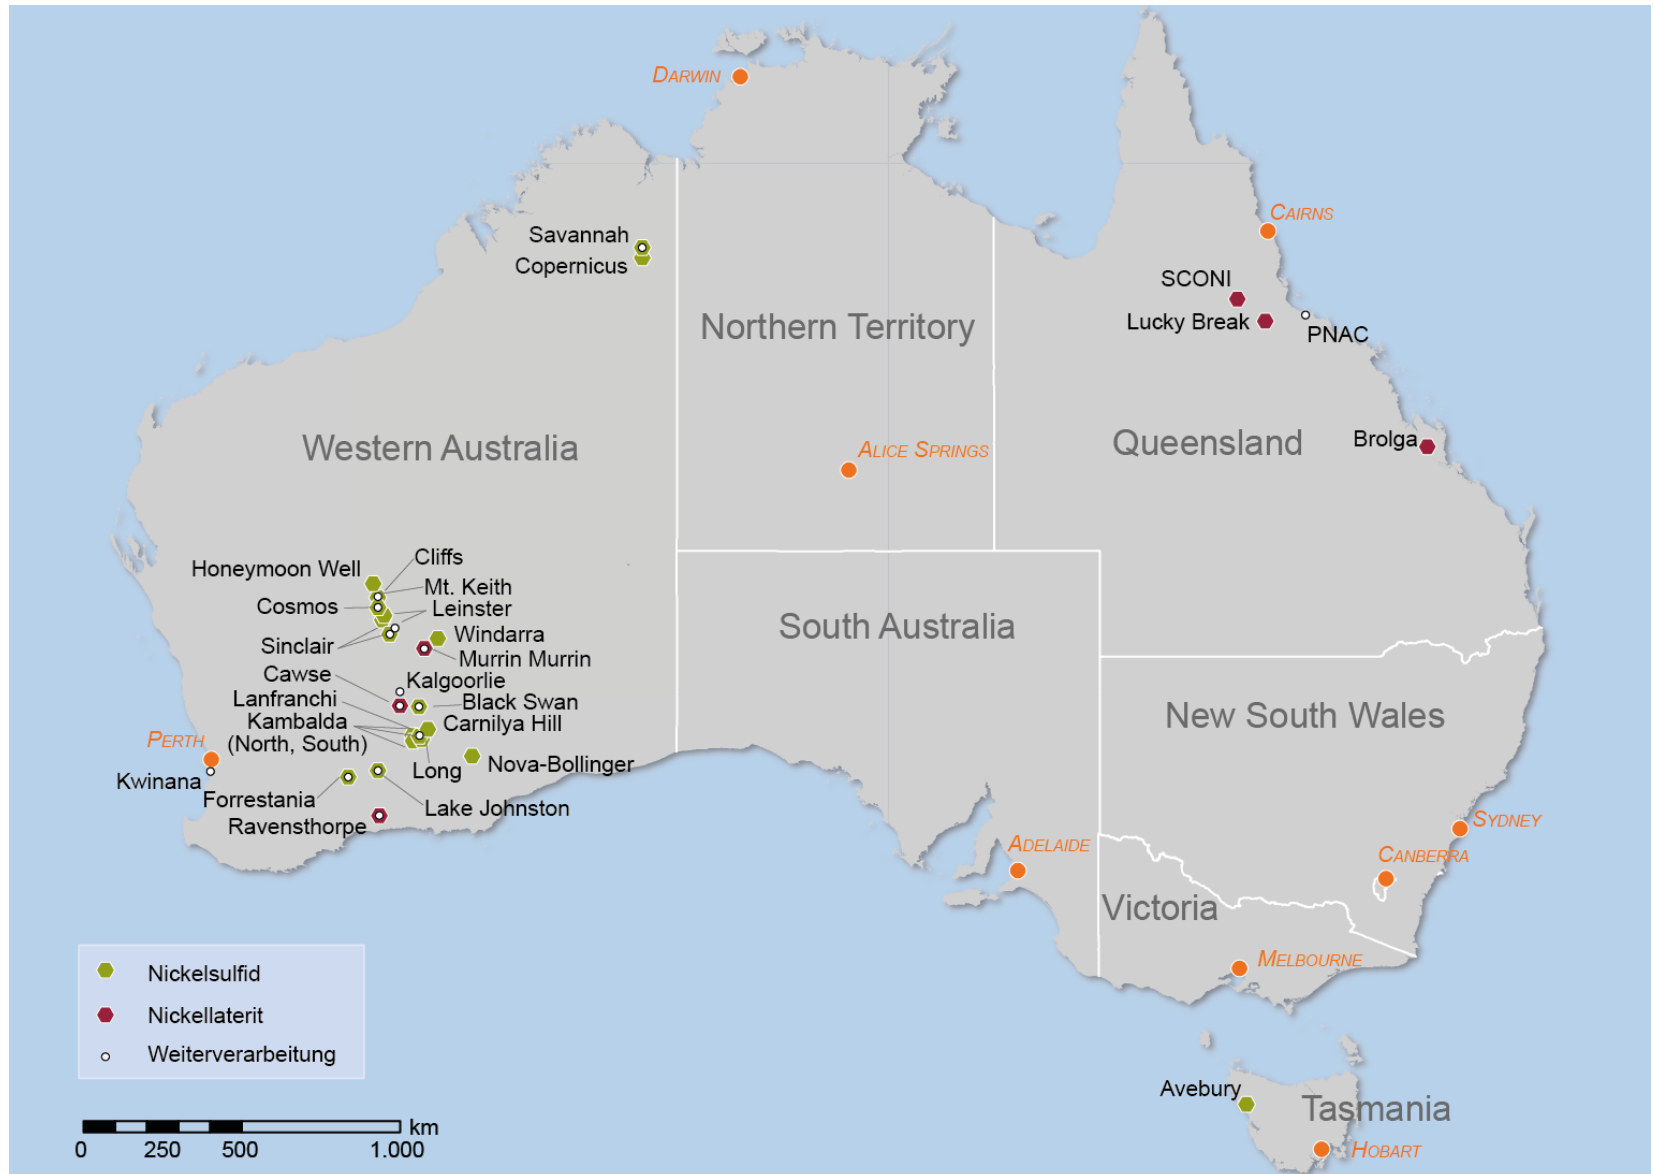 DARWIN
CAIRNS
Savannah
Copernicus
SCONI
Lucky Break
PNAC
Northern Territory
Western Australia
ALICE SPRINGS
Queensland
Brolga
Cliffs
Honeymoon Well
Mt. Keith
Cosmos
Leinster
Sinclair
Windarra
Murrin Murrin
South Australia
Cawse
Kalgoorlie
Lanfranchi
Black Swan
Kambalda
(North, South)
Carnilya Hill
New South Wales
PERTH
Kwinana
Long
Nova-Bollinger
Forrestania
Lake Johnston
Ravensthorpe
SYDNEY
ADELAIDE
CANBERRA
Victoria
MELBOURNE
Nickelsulfid
Nickellaterit
Weiterverarbeitung
Avebury
Tasmania
HOBART
km
0 250 500 1.000